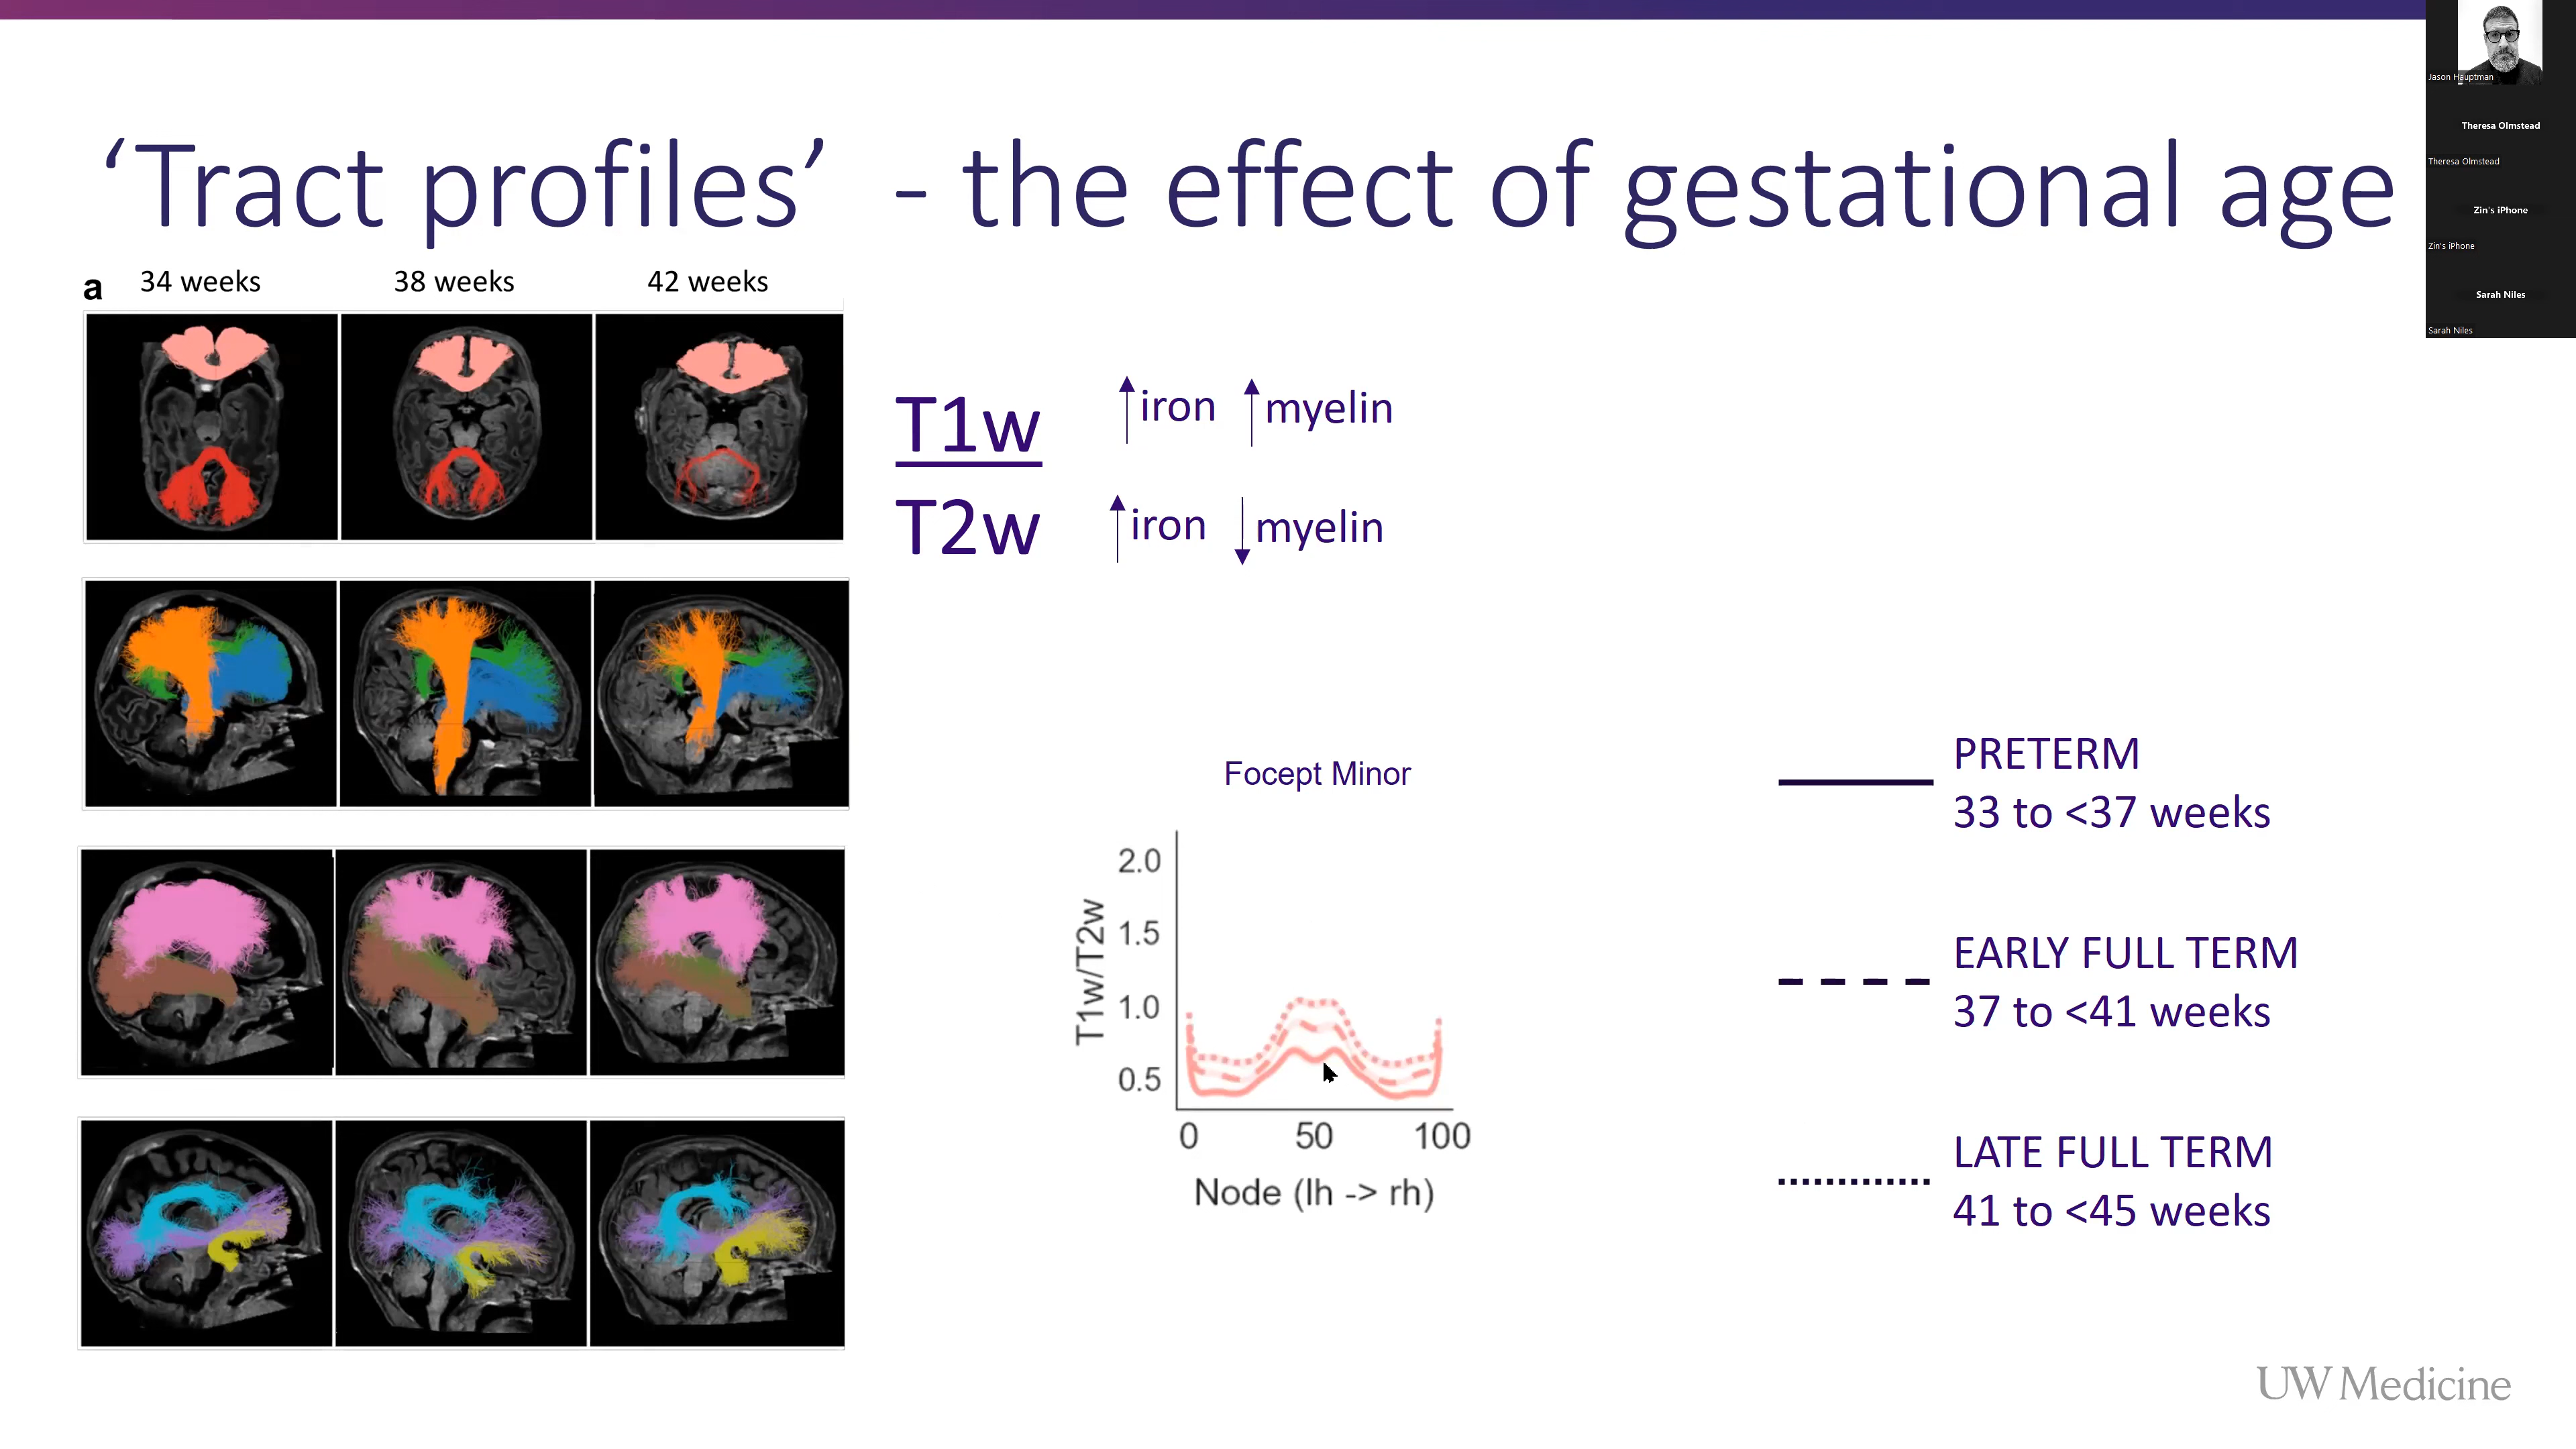 ‘Tract profiles’ - the effect of gestational age
a
34 weeks
38 weeks
42 weeks
T1w
iron myelin
T2w
iron myelin
Focept Minor
T1w/T2w
2.0
1.5
1.0
0.5
0 50 100
Node (lh -> rh)
PRETERM
33 to <37 weeks
EARLY FULL TERM
37 to <41 weeks
LATE FULL TERM
41 to <45 weeks
UW Medicine
Jason Hauptman
Theresa Olmstead
Theresa Olmstead
Zin's iPhone
Zin's iPhone
Sarah Niles
Sarah Niles